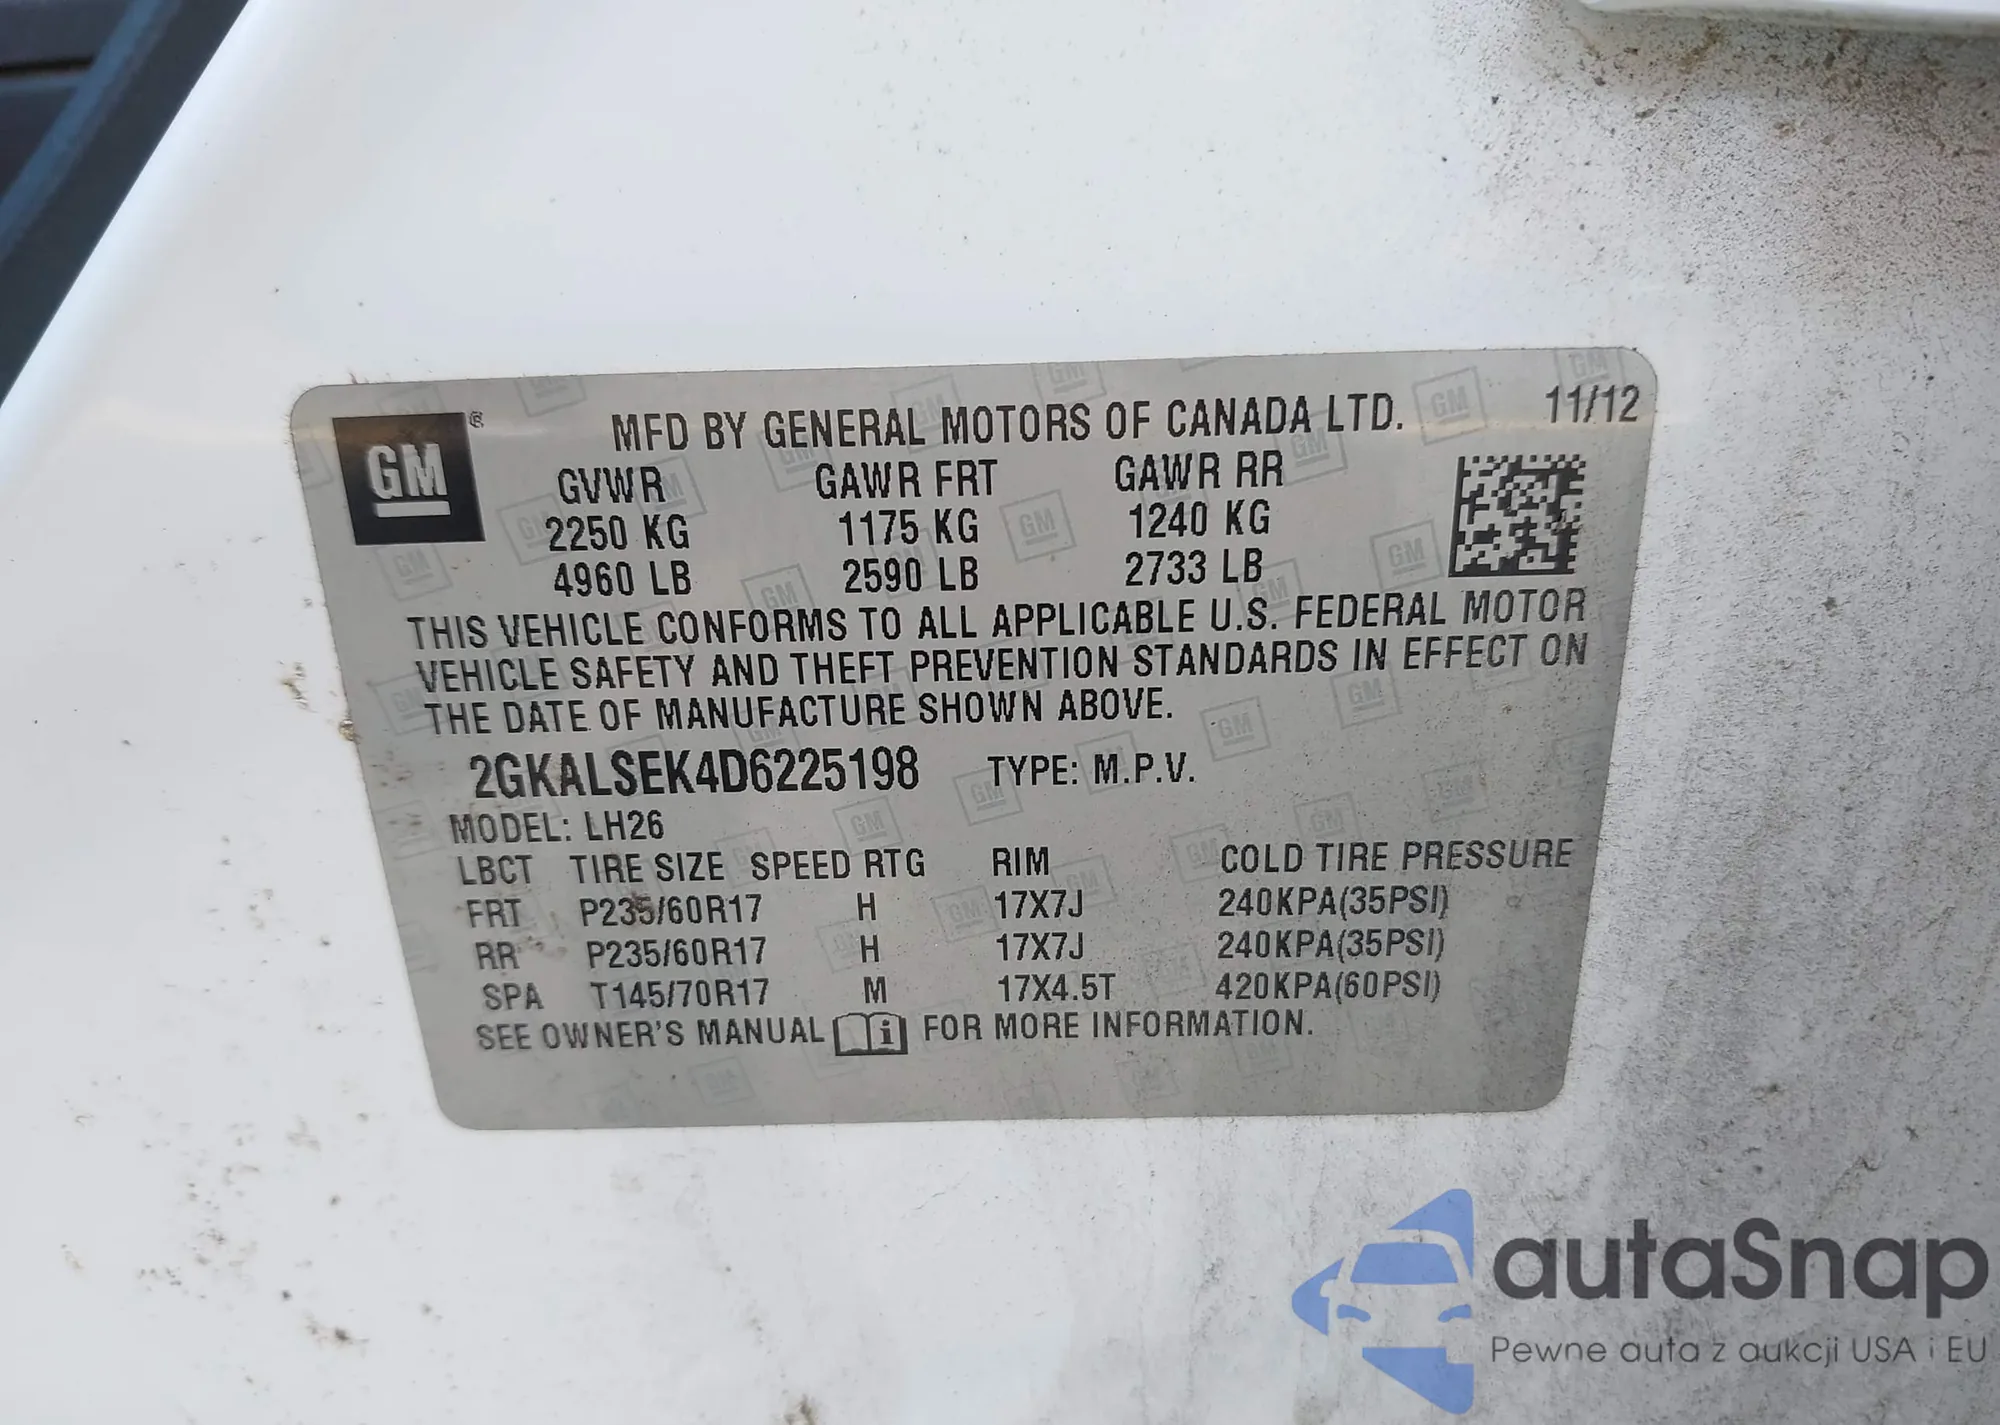 GM ®
MFD BY GENERAL MOTORS OF CANADA LTD. 11/12
GVWR GAWR FRT GAWR RR
2250 KG 1175 KG 1240 KG
4960 LB 2590 LB 2733 LB
THIS VEHICLE CONFORMS TO ALL APPLICABLE U.S. FEDERAL MOTOR
VEHICLE SAFETY AND THEFT PREVENTION STANDARDS IN EFFECT ON
THE DATE OF MANUFACTURE SHOWN ABOVE.
2GKALSEK4D6225198 TYPE: M.P.V.
MODEL: LH26
LBCT TIRE SIZE SPEED RTG RIM COLD TIRE PRESSURE
FRT P235/60R17 H 17X7J 240KPA(35PSI)
RR P235/60R17 H 17X7J 240KPA(35PSI)
SPA T145/70R17 M 17X4.5T 420KPA(60PSI)
SEE OWNER'S MANUAL i FOR MORE INFORMATION.
autaSnap
Pewne auta z aukcji USA i EU